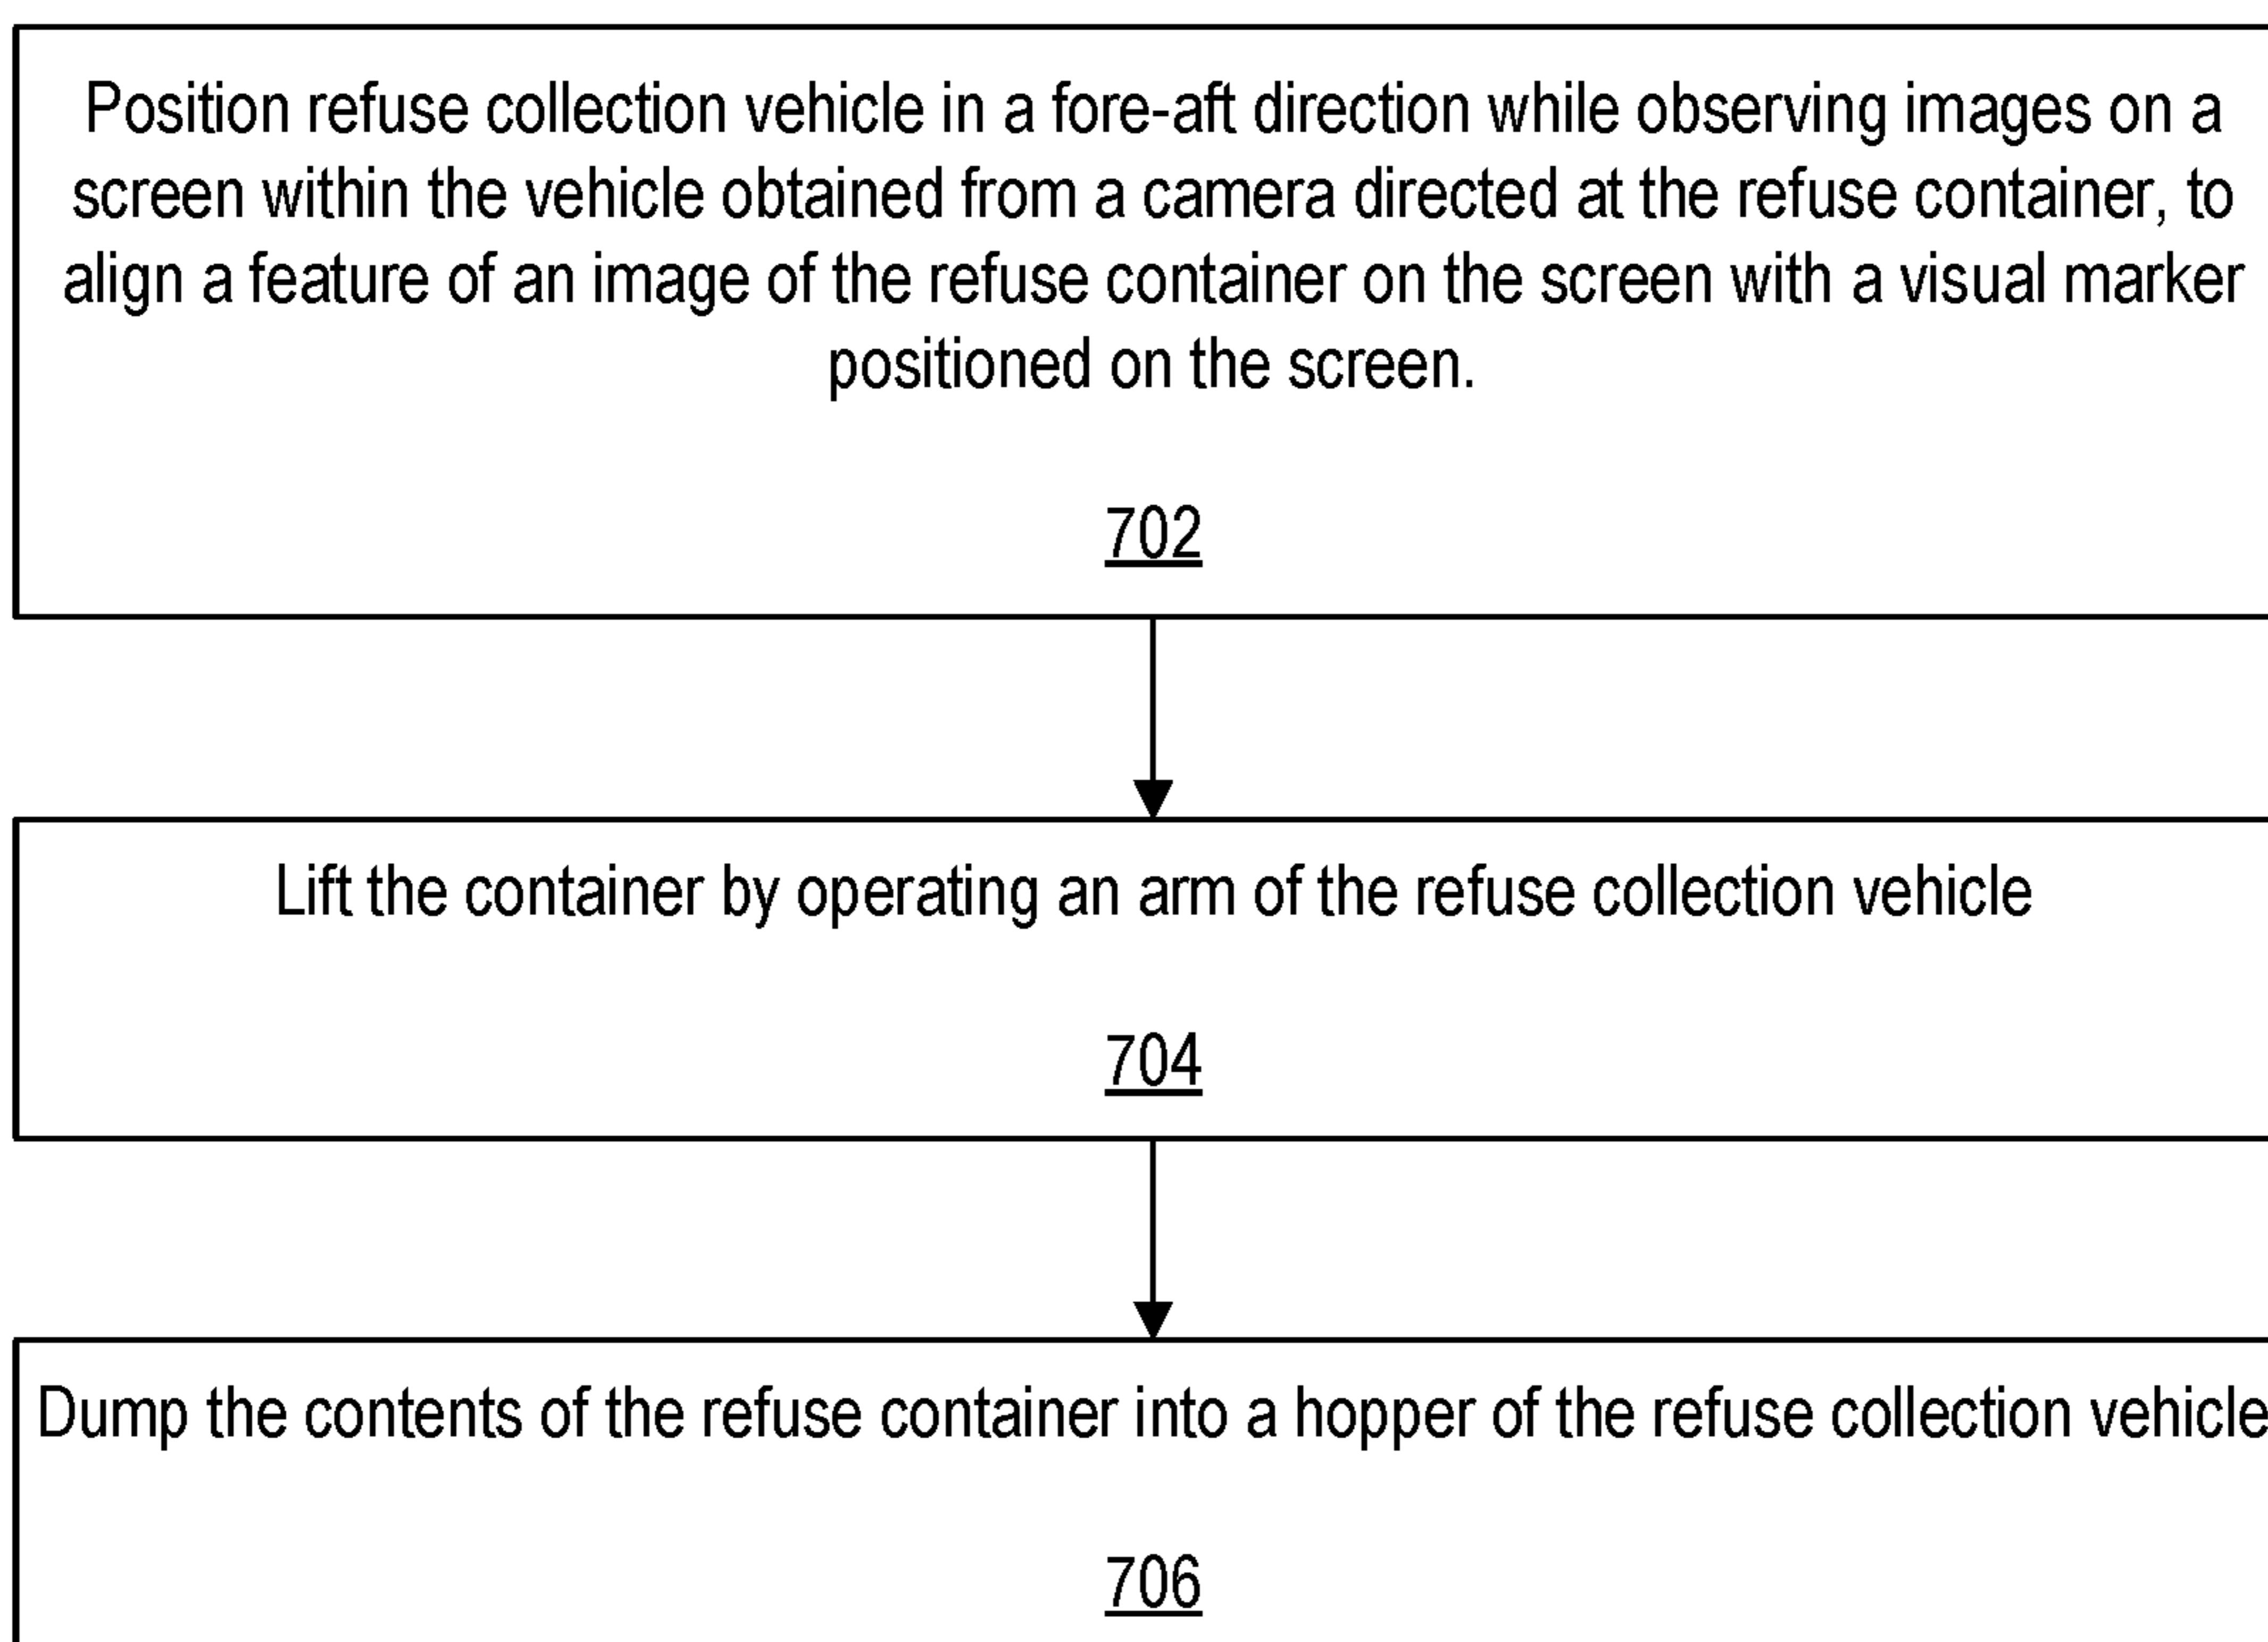 Position refuse collection vehicle in a fore-aft direction while observing images on a
screen within the vehicle obtained from a camera directed at the refuse container, to
align a feature of an image of the refuse container on the screen with a visual marker
positioned on the screen.
702
Lift the container by operating an arm of the refuse collection vehicle
704
Dump the contents of the refuse container into a hopper of the refuse collection vehicle
706